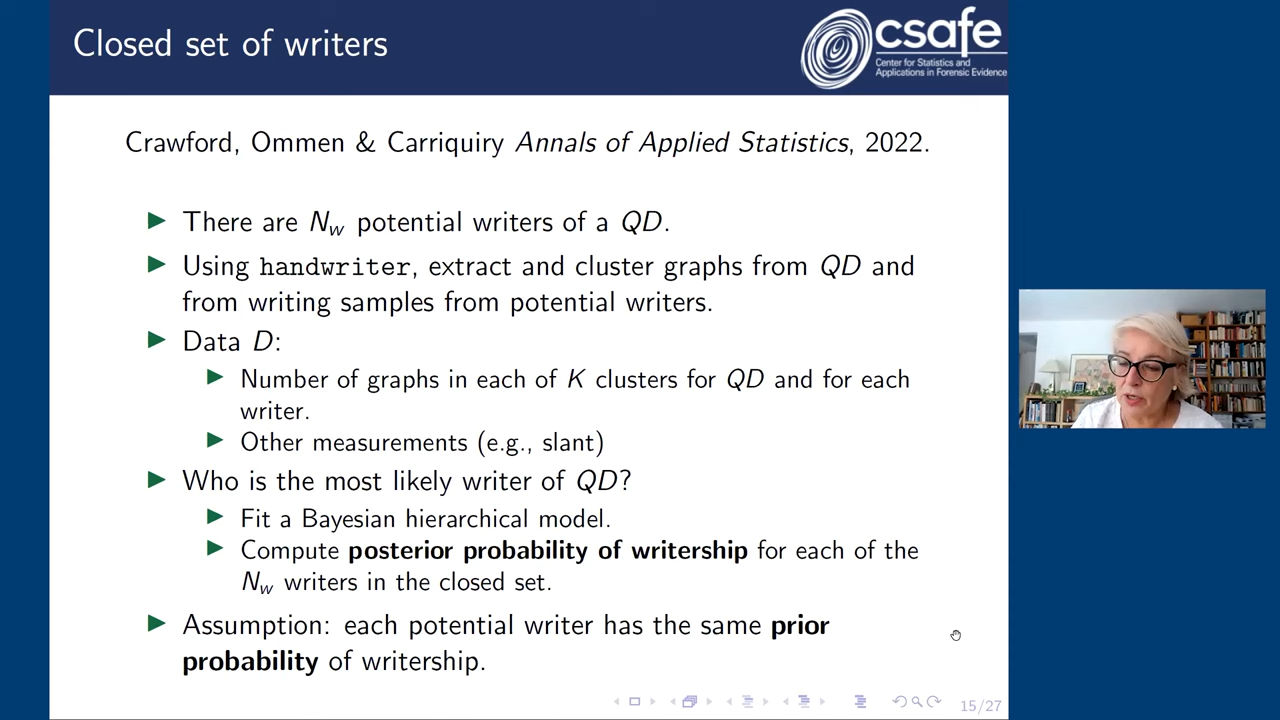 Closed set of writers
csafe
Center for Statistics and
Applications in Forensic Evidence
Crawford, Ommen & Carriquiry Annals of Applied Statistics, 2022.
There are Nw potential writers of a QD.
Using handwriter, extract and cluster graphs from QD and
from writing samples from potential writers.
Data D:
Number of graphs in each of K clusters for QD and for each
writer.
Other measurements (e.g., slant)
Who is the most likely writer of QD?
Fit a Bayesian hierarchical model.
Compute posterior probability of writership for each of the
Nw writers in the closed set.
Assumption: each potential writer has the same prior
probability of writership.
15/27